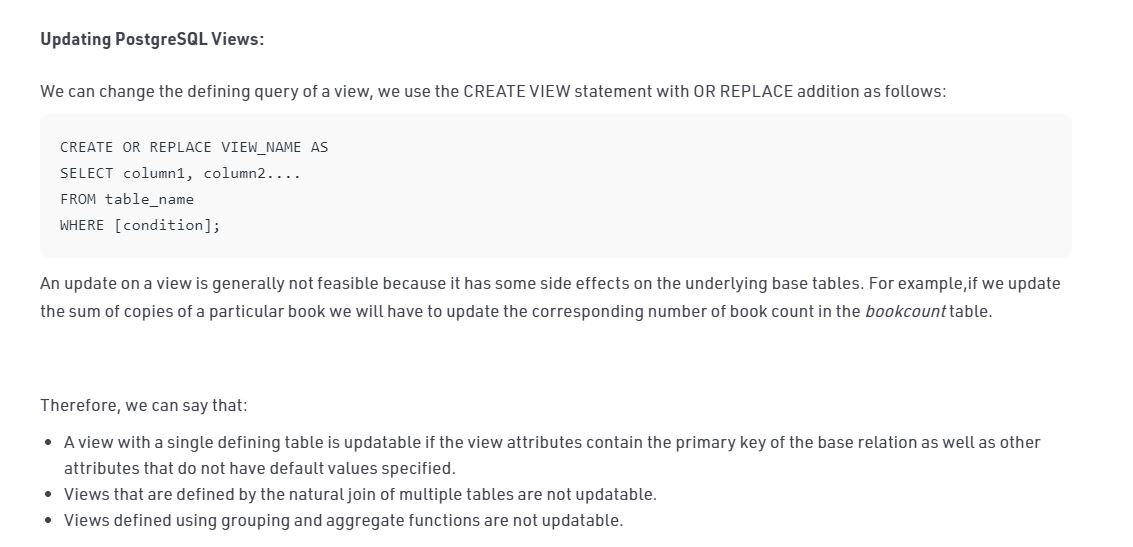 Updating PostgreSQL Views:
We can change the defining query of a view, we use the CREATE VIEW statement with OR REPLACE addition as follows:
CREATE OR REPLACE VIEW_NAME AS
SELECT column1, column2....
FROM table_name
WHERE [condition];
An update on a view is generally not feasible because it has some side effects on the underlying base tables. For example,if we update
the sum of copies of a particular book we will have to update the corresponding number of book count in the bookcount table.
Therefore, we can say that:
• A view with a single defining table is updatable if the view attributes contain the primary key of the base relation as well as other
attributes that do not have default values specified.
• Views that are defined by the natural join of multiple tables are not updatable.
• Views defined using grouping and aggregate functions are not updatable.